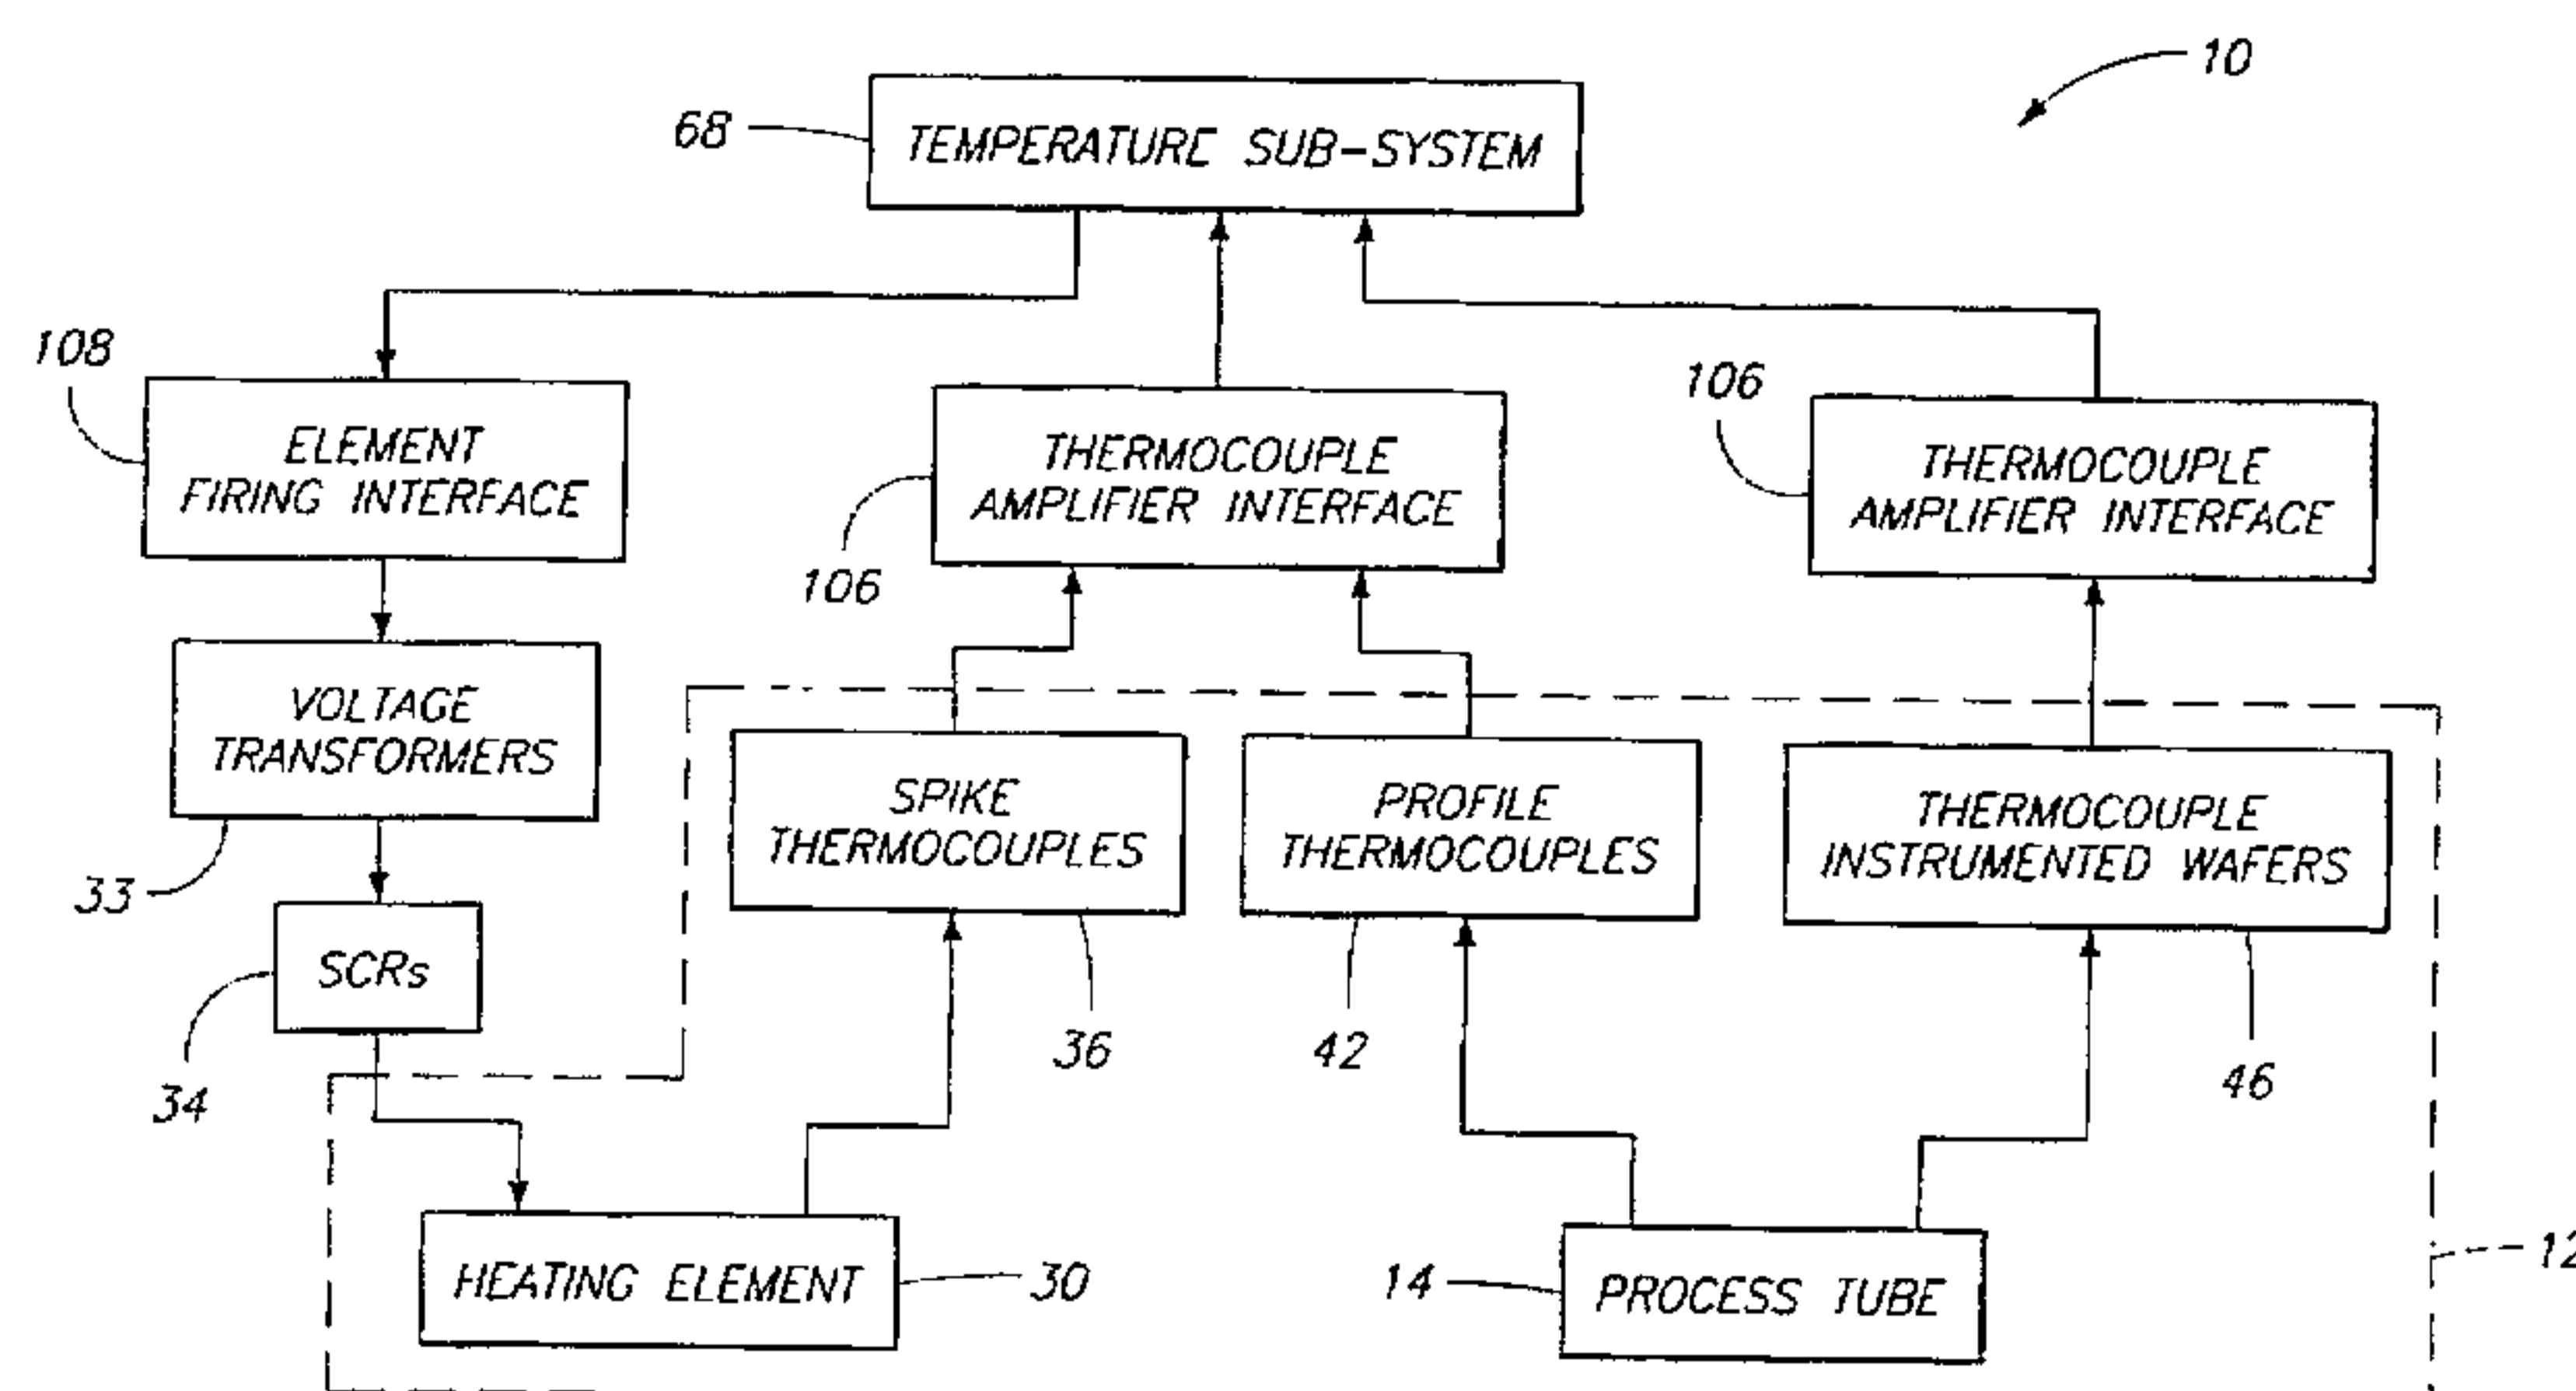 10
68
TEMPERATURE SUB-SYSTEM
108
ELEMENT
FIRING INTERFACE
THERMOCOUPLE
AMPLIFIER INTERFACE
106
106
THERMOCOUPLE
AMPLIFIER INTERFACE
VOLTAGE
TRANSFORMERS
33
SPIKE
THERMOCOUPLES
36
PROFILE
THERMOCOUPLES
42
THERMOCOUPLE
INSTRUMENTED WAFERS
46
SCRs
34
HEATING ELEMENT
30
14
PROCESS TUBE
12